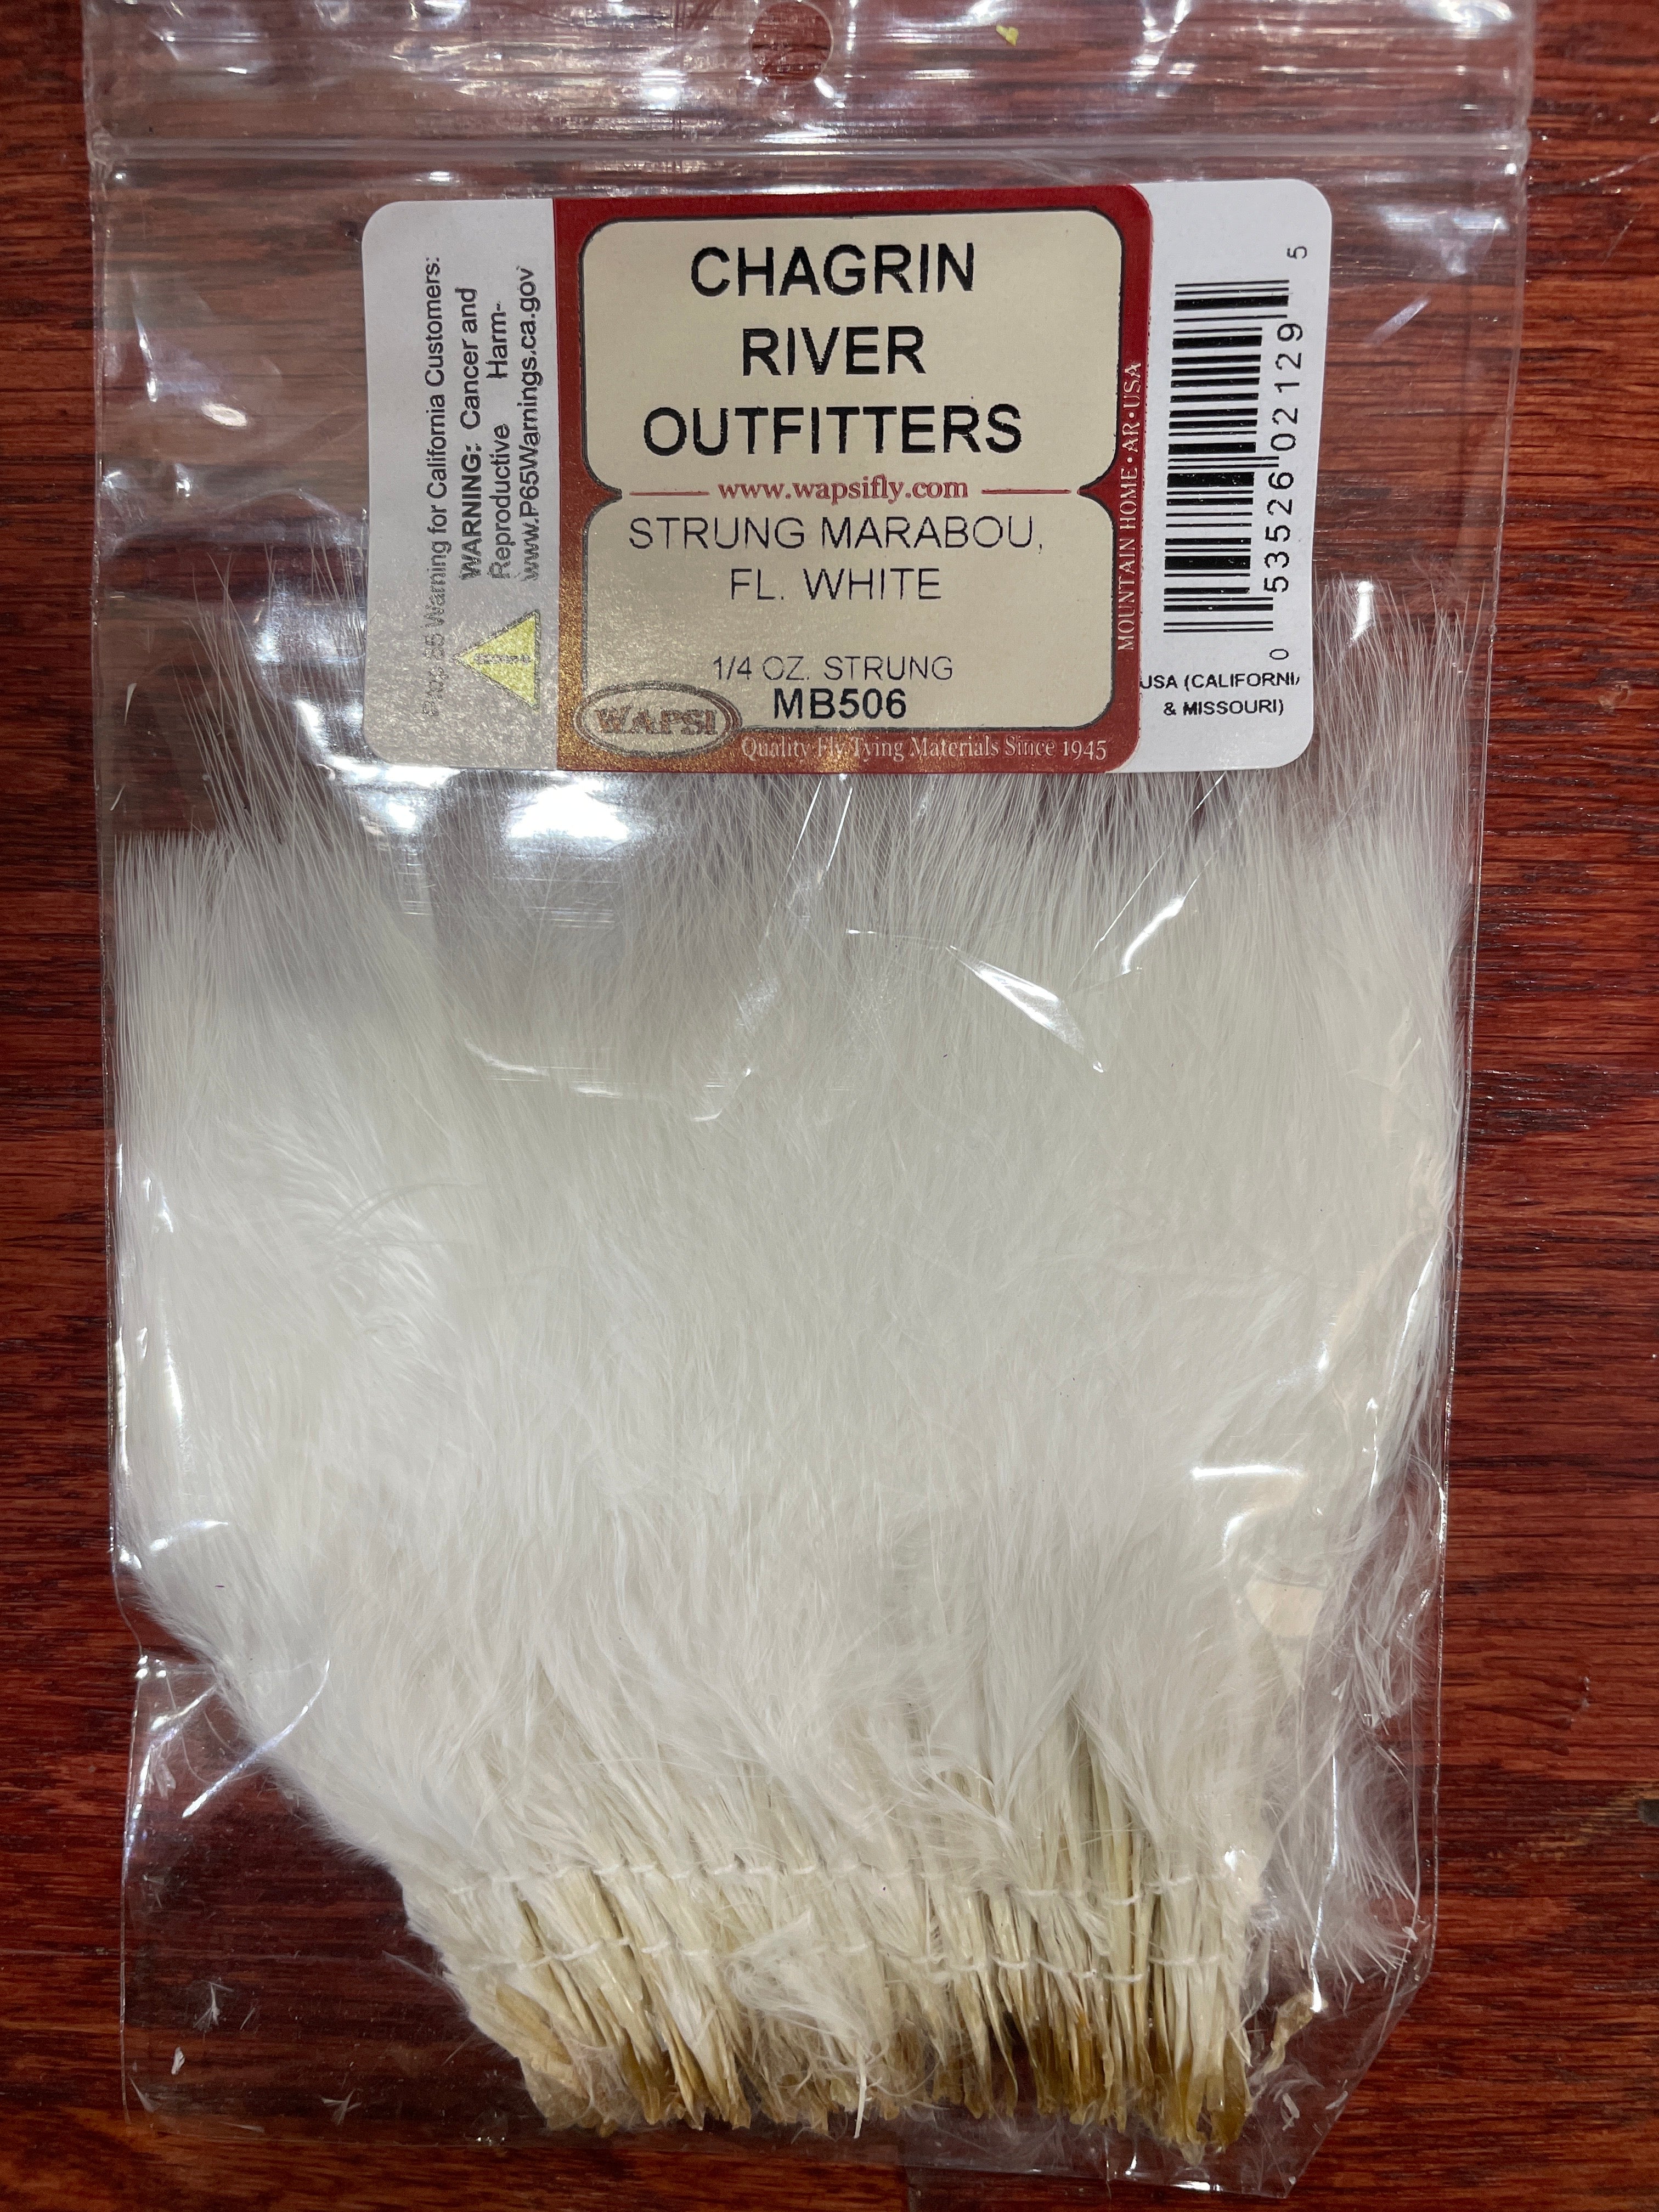 CHAGRIN
RIVER
OUTFITTERS
www.wapsifly.com
STRUNG MARABOU,
FL. WHITE
1/4 OZ. STRUNG
MB506
WAPSI
Quality Fly Tying Materials Since 1945
MOUNTAIN HOME • AR • USA
Prop 65 Warning for California Customers:
WARNING: Cancer and
Reproductive Harm-
www.P65Warnings.ca.gov
0 53526 02129 5
USA (CALIFORNI
& MISSOURI)